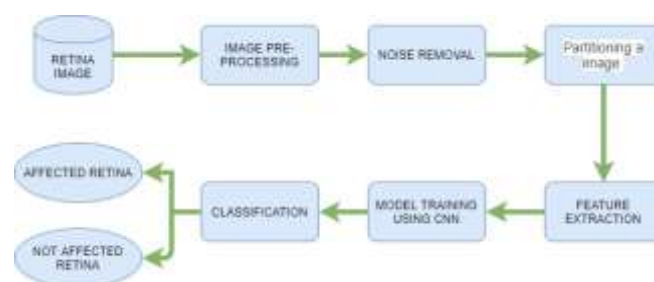 RETINA
IMAGE
IMAGE PRE-
PROCESSING
NOISE REMOVAL
Partitioning a
image
FEATURE
EXTRACTION
MODEL TRAINING
USING CNN
CLASSIFICATION
AFFECTED RETINA
NOT AFFECTED
RETINA